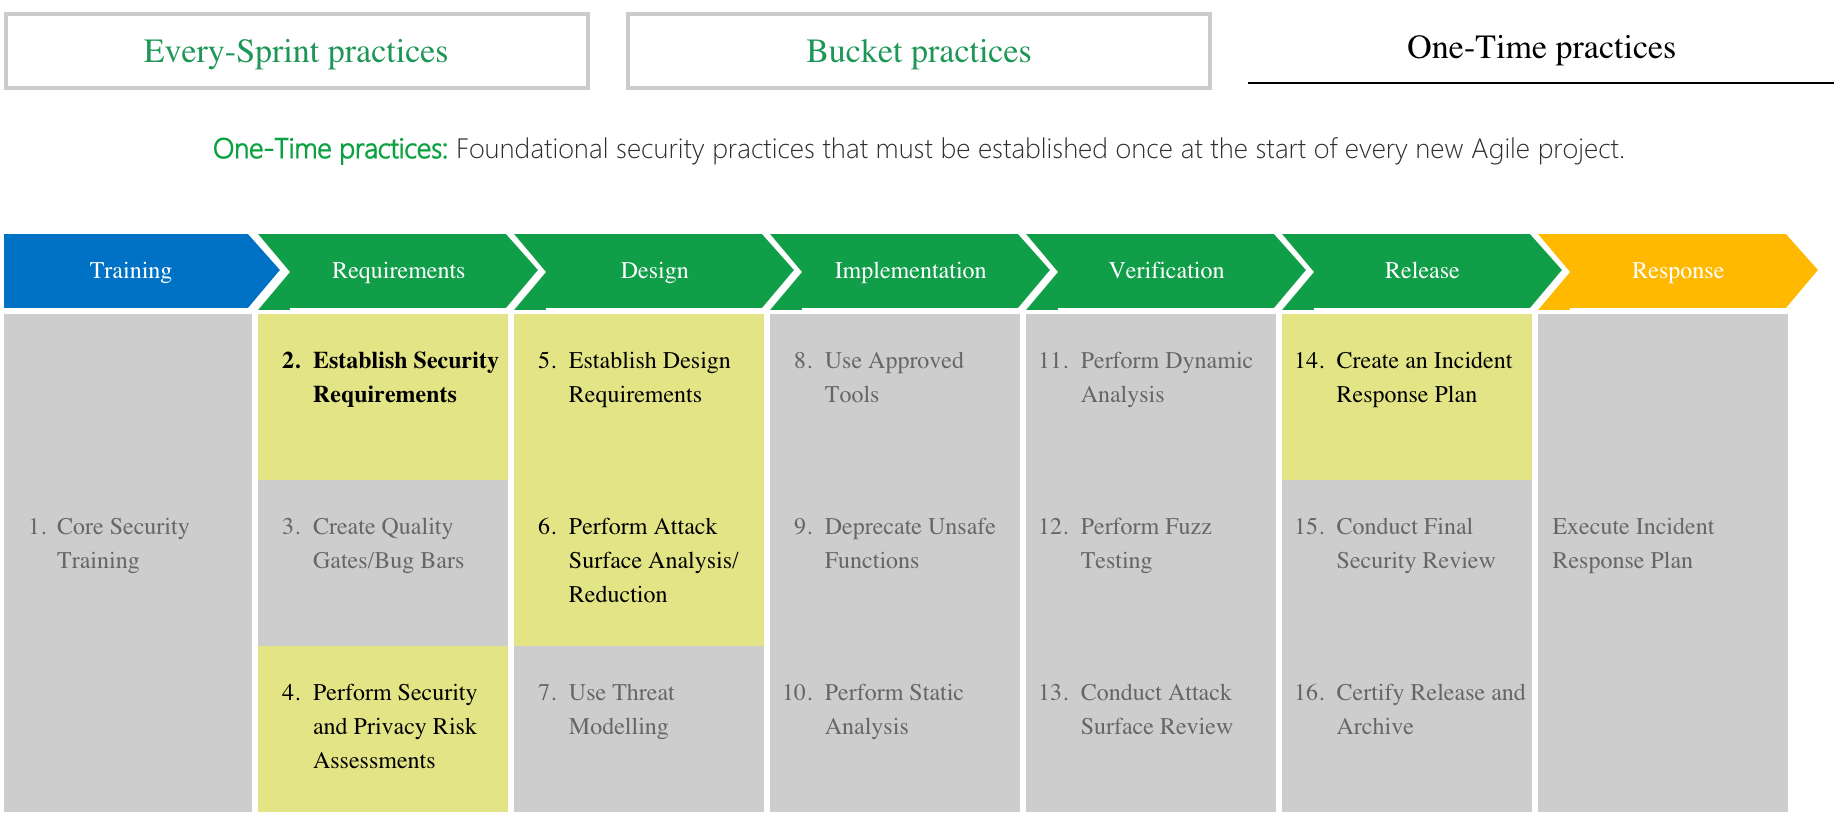 Every-Sprint practices
Bucket practices
One-Time practices
One-Time practices: Foundational security practices that must be established once at the start of every new Agile project.
Training
Requirements
Design
Implementation
Verification
Release
Response
1. Core Security
Training
2. Establish Security
Requirements
3. Create Quality
Gates/Bug Bars
4. Perform Security
and Privacy Risk
Assessments
5. Establish Design
Requirements
6. Perform Attack
Surface Analysis/
Reduction
7. Use Threat
Modelling
8. Use Approved
Tools
9. Deprecate Unsafe
Functions
10. Perform Static
Analysis
11. Perform Dynamic
Analysis
12. Perform Fuzz
Testing
13. Conduct Attack
Surface Review
14. Create an Incident
Response Plan
15. Conduct Final
Security Review
16. Certify Release and
Archive
Execute Incident
Response Plan